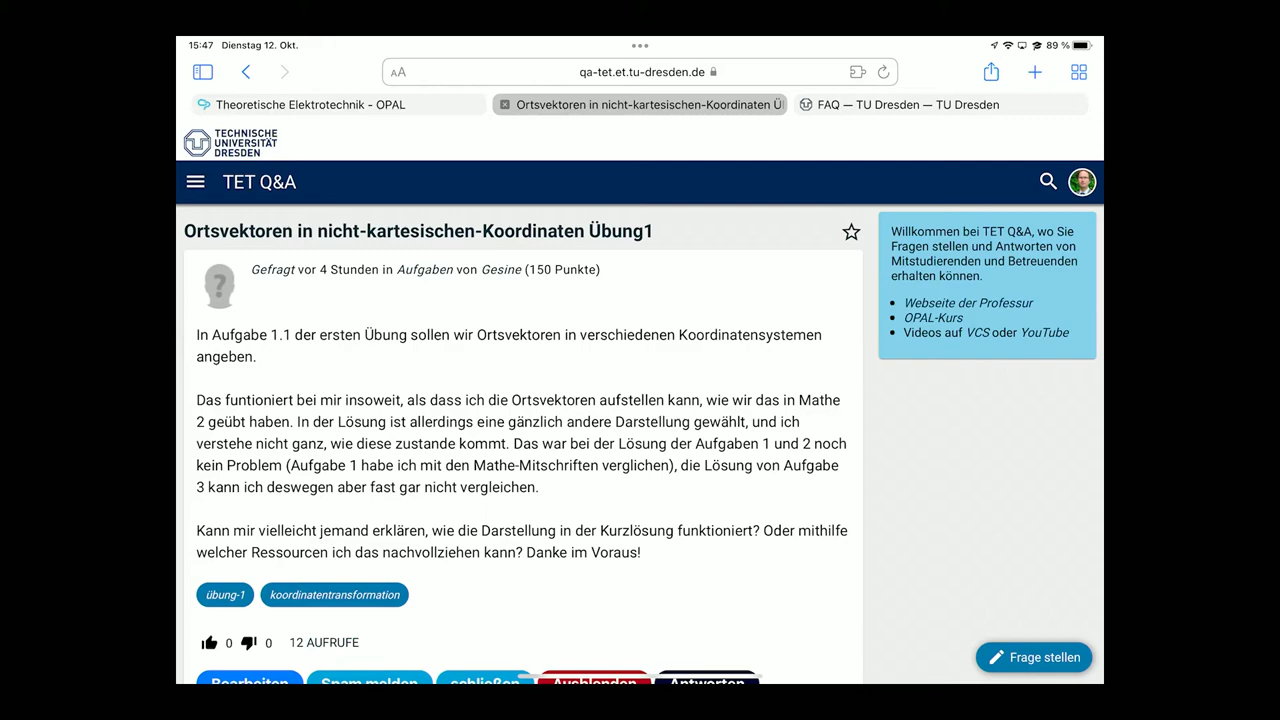 15:47 Dienstag 12. Okt.
89 %
AA
qa-tet.et.tu-dresden.de
Theoretische Elektrotechnik - OPAL
Ortsvektoren in nicht-kartesischen-Koordinaten Ü
FAQ — TU Dresden — TU Dresden
TECHNISCHE
UNIVERSITÄT
DRESDEN
TET Q&A
Ortsvektoren in nicht-kartesischen-Koordinaten Übung1
Gefragt vor 4 Stunden in Aufgaben von Gesine (150 Punkte)
In Aufgabe 1.1 der ersten Übung sollen wir Ortsvektoren in verschiedenen Koordinatensystemen
angeben.
Das funtioniert bei mir insoweit, als dass ich die Ortsvektoren aufstellen kann, wie wir das in Mathe
2 geübt haben. In der Lösung ist allerdings eine gänzlich andere Darstellung gewählt, und ich
verstehe nicht ganz, wie diese zustande kommt. Das war bei der Lösung der Aufgaben 1 und 2 noch
kein Problem (Aufgabe 1 habe ich mit den Mathe-Mitschriften verglichen), die Lösung von Aufgabe
3 kann ich deswegen aber fast gar nicht vergleichen.
Kann mir vielleicht jemand erklären, wie die Darstellung in der Kurzlösung funktioniert? Oder mithilfe
welcher Ressourcen ich das nachvollziehen kann? Danke im Voraus!
übung-1
koordinatentransformation
0
0
12 AUFRUFE
Bearbeiten
Spam melden
schließen
Ausblenden
Antworten
Willkommen bei TET Q&A, wo Sie
Fragen stellen und Antworten von
Mitstudierenden und Betreuenden
erhalten können.
Webseite der Professur
OPAL-Kurs
Videos auf VCS oder YouTube
Frage stellen